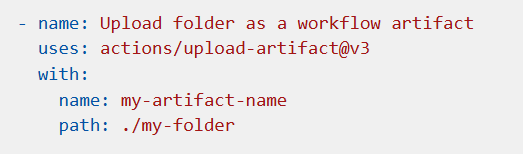 - name: Upload folder as a workflow artifact
  uses: actions/upload-artifact@v3
  with:
    name: my-artifact-name
    path: ./my-folder